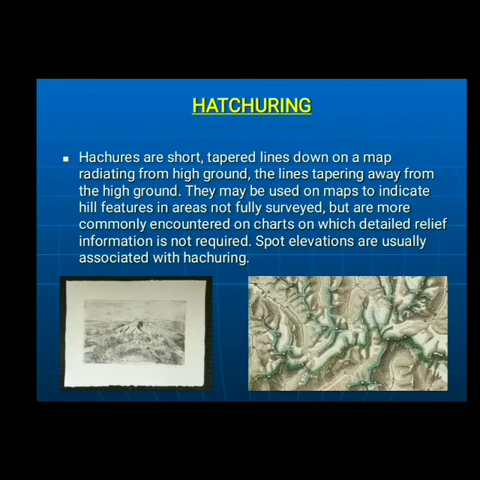 HATCHURING
Hachures are short, tapered lines down on a map
radiating from high ground, the lines tapering away from
the high ground. They may be used on maps to indicate
hill features in areas not fully surveyed, but are more
commonly encountered on charts on which detailed relief
information is not required. Spot elevations are usually
associated with hachuring.